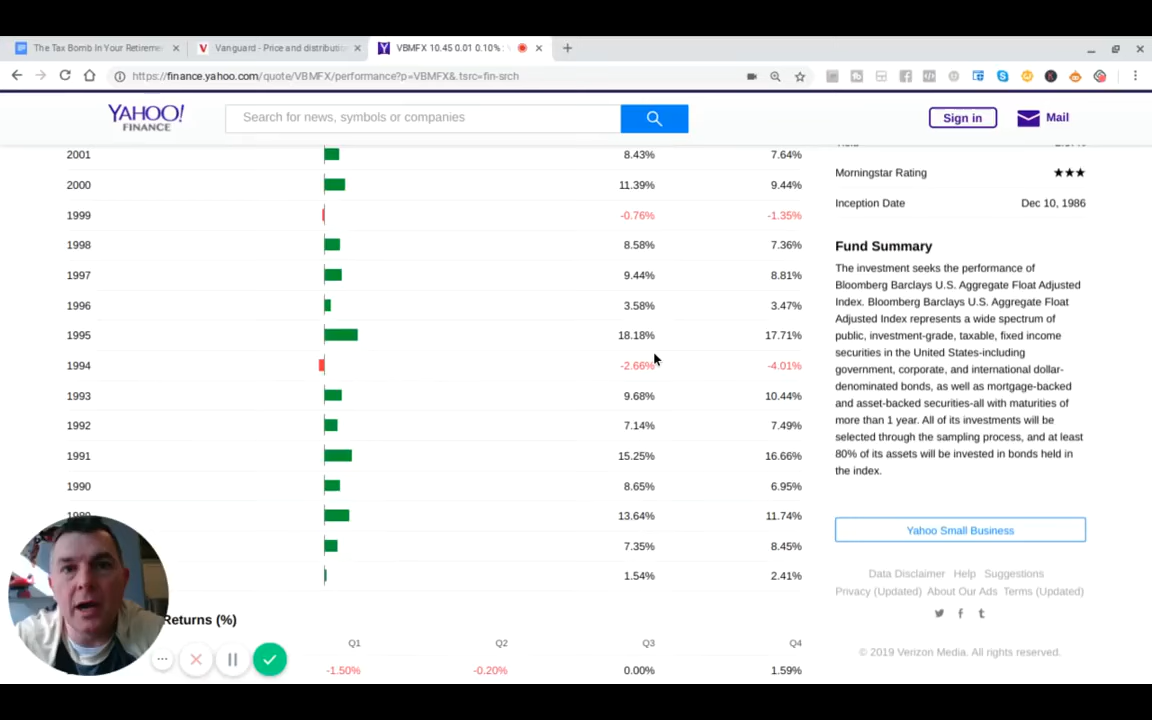 The Tax Bomb In Your Retireme
Vanguard - Price and distributio
VBMFX 10.45 0.01 0.10% :
https://finance.yahoo.com/quote/VBMFX/performance?p=VBMFX&.tsrc=fin-srch
YAHOO!
FINANCE
Search for news, symbols or companies
Sign in
Mail
2001 8.43% 7.64%
2000 11.39% 9.44%
1999 -0.76% -1.35%
1998 8.58% 7.36%
1997 9.44% 8.81%
1996 3.58% 3.47%
1995 18.18% 17.71%
1994 -2.66% -4.01%
1993 9.68% 10.44%
1992 7.14% 7.49%
1991 15.25% 16.66%
1990 8.65% 6.95%
13.64% 11.74%
7.35% 8.45%
1.54% 2.41%
Returns (%)
Q1 Q2 Q3 Q4
-1.50% -0.20% 0.00% 1.59%
Morningstar Rating ★★★
Inception Date Dec 10, 1986
Fund Summary
The investment seeks the performance of
Bloomberg Barclays U.S. Aggregate Float Adjusted
Index. Bloomberg Barclays U.S. Aggregate Float
Adjusted Index represents a wide spectrum of
public, investment-grade, taxable, fixed income
securities in the United States-including
government, corporate, and international dollar-
denominated bonds, as well as mortgage-backed
and asset-backed securities-all with maturities of
more than 1 year. All of its investments will be
selected through the sampling process, and at least
80% of its assets will be invested in bonds held in
the index.
Yahoo Small Business
Data Disclaimer Help Suggestions
Privacy (Updated) About Our Ads Terms (Updated)
© 2019 Verizon Media. All rights reserved.